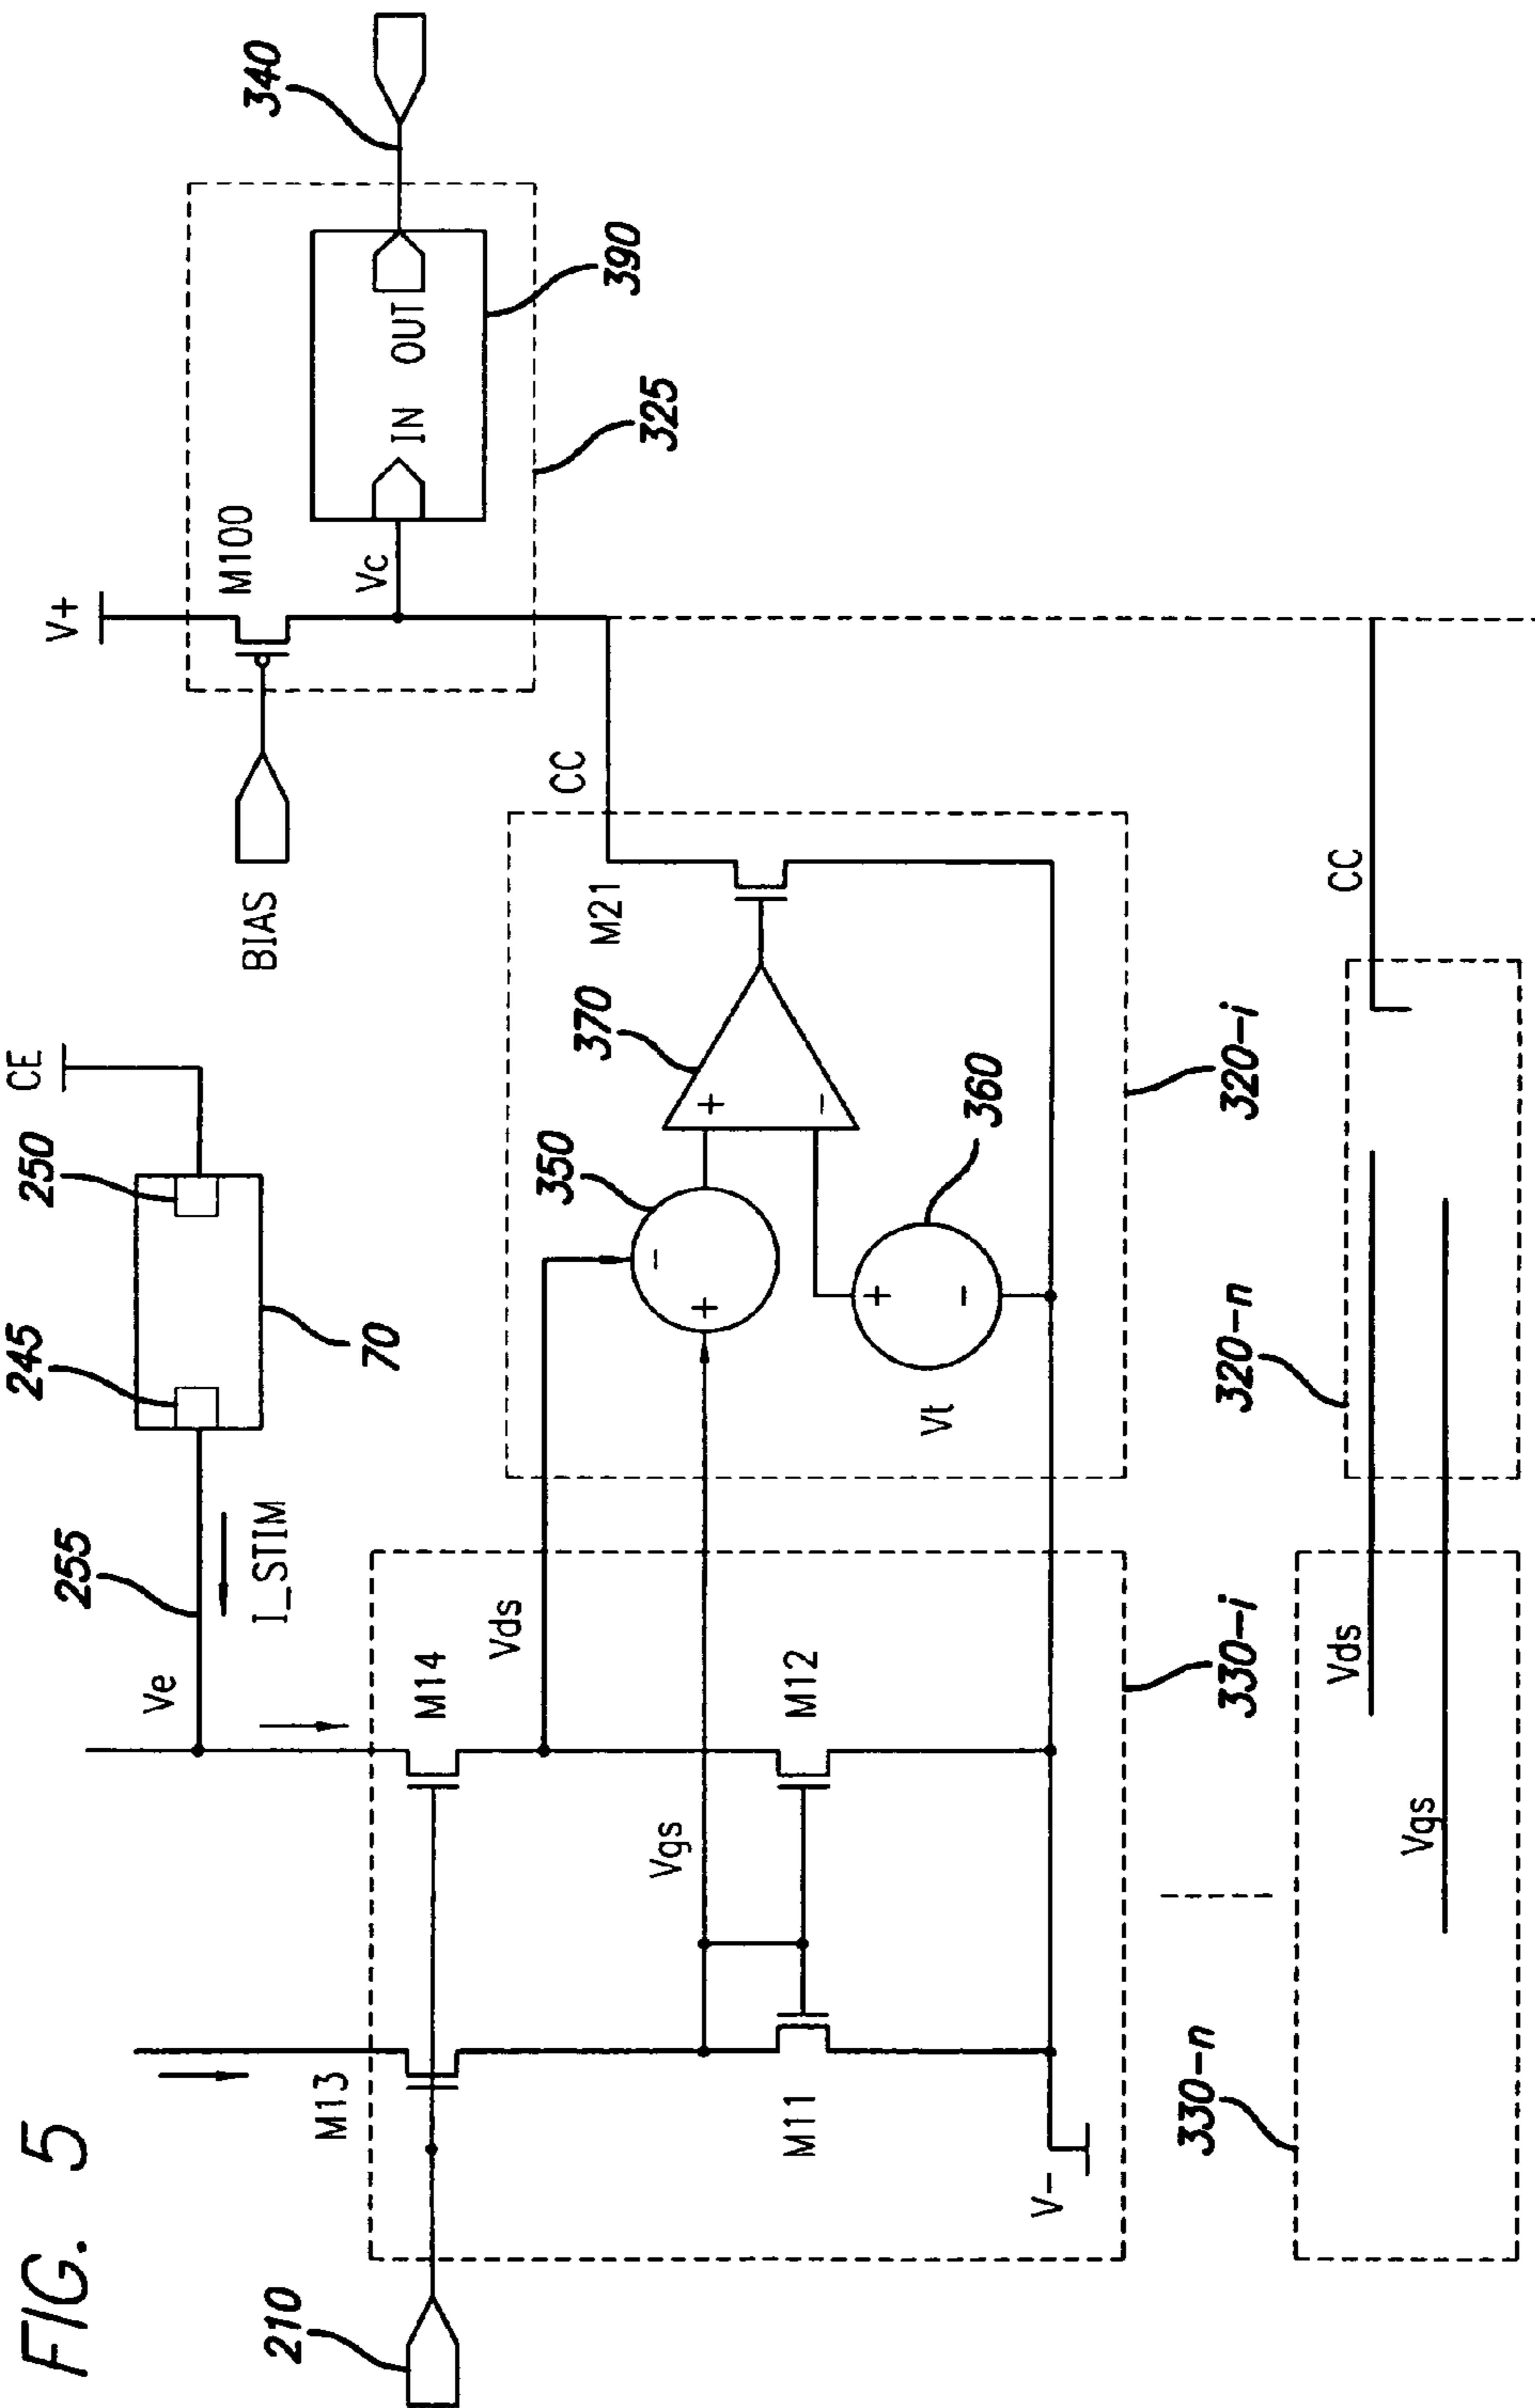 FIG. 5
210
M13
M11
V-
Vgs
Ve
255
I_STIM
M14
M12
Vds
330-i
245
70
250
CE
350
+
-
370
+
-
360
+
-
Vt
M21
CC
320-i
BIAS
V+
M100
Vc
IN OUT
390
325
340
330-n
Vds
Vgs
320-n
CC